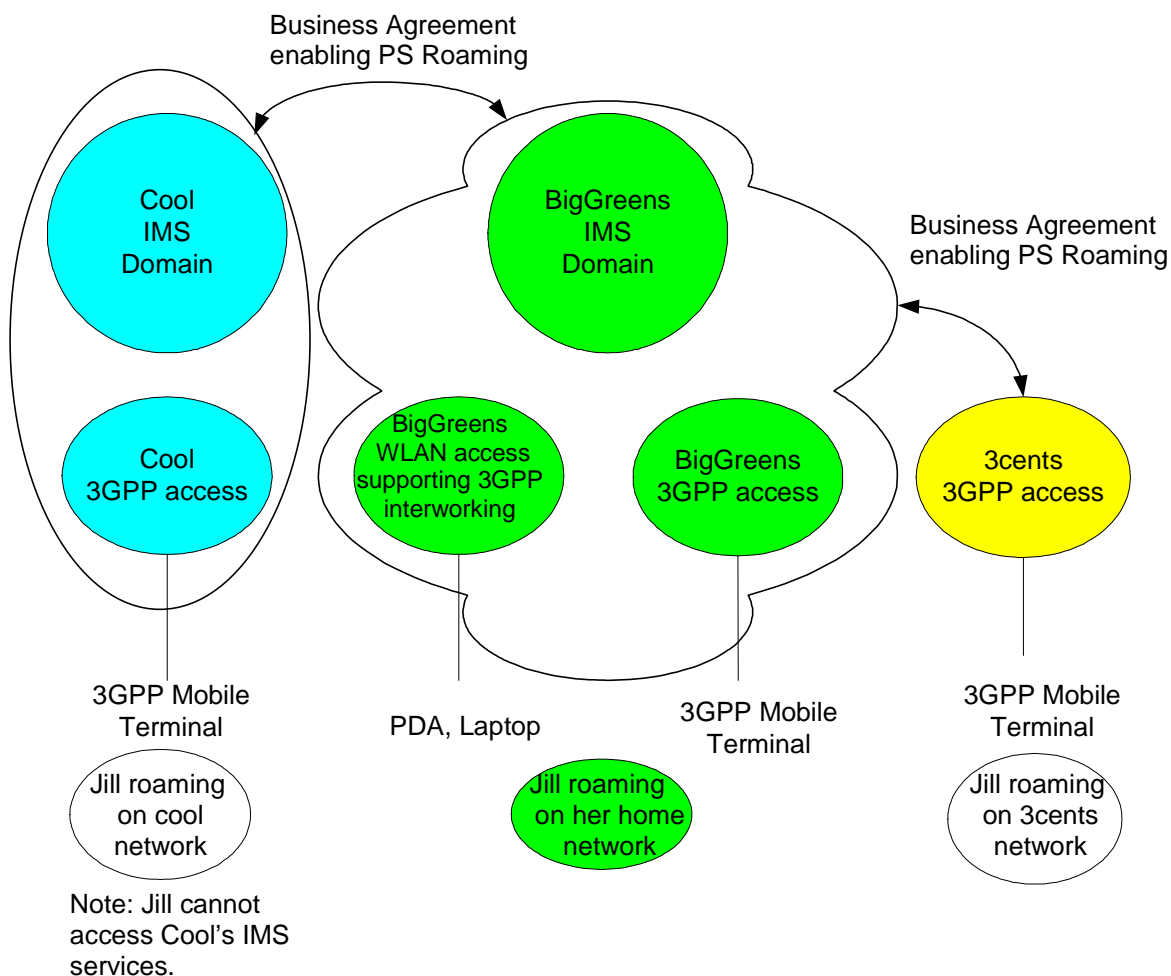 Business Agreement
enabling PS Roaming
Cool
IMS
Domain
BigGreens
IMS
Domain
Business Agreement
enabling PS Roaming
Cool
3GPP access
BigGreens
WLAN access
supporting 3GPP
interworking
BigGreens
3GPP access
3cents
3GPP access
3GPP Mobile
Terminal
PDA, Laptop
3GPP Mobile
Terminal
3GPP Mobile
Terminal
Jill roaming
on cool
network
Jill roaming
on her home
network
Jill roaming
on 3cents
network
Note: Jill cannot
access Cool's IMS
services.